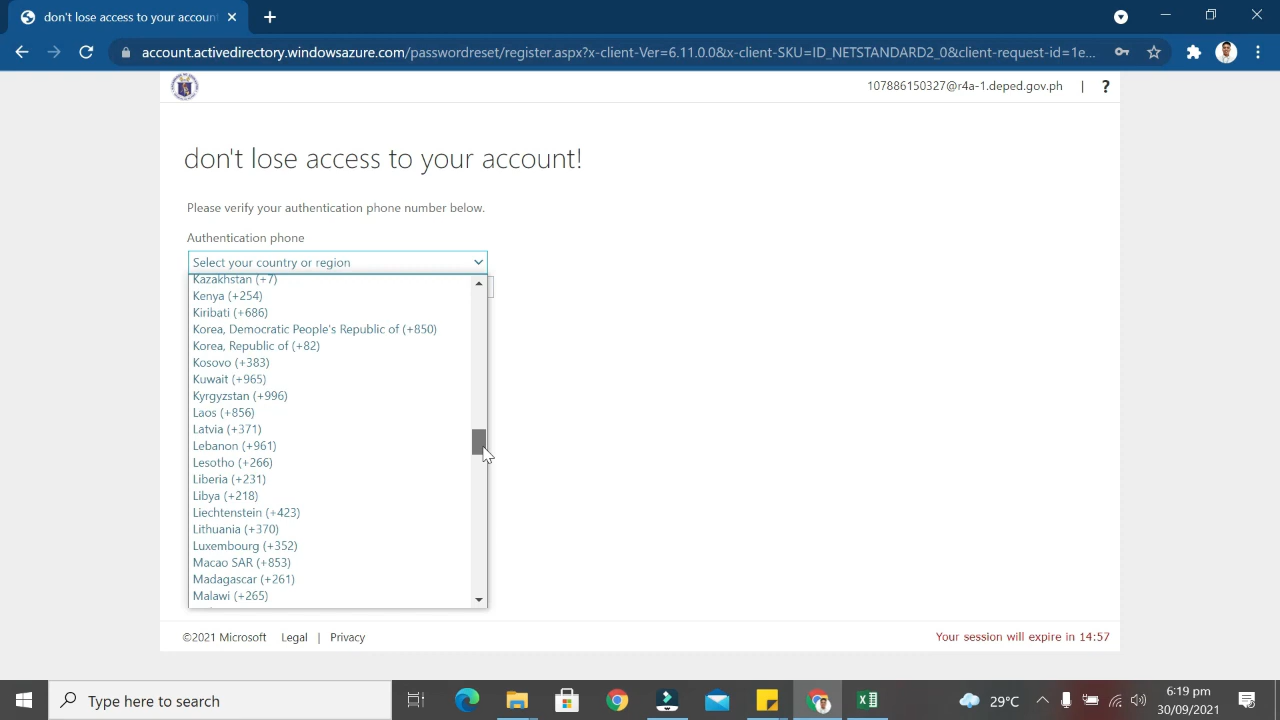 don't lose access to your accoun
account.activedirectory.windowsazure.com/passwordreset/register.aspx?x-client-Ver=6.11.0.0&x-client-SKU=ID_NETSTANDARD2_0&client-request-id=1e...
107886150327@r4a-1.deped.gov.ph | ?
don't lose access to your account!
Please verify your authentication phone number below.
Authentication phone
Select your country or region
Kazakhstan (+7)
Kenya (+254)
Kiribati (+686)
Korea, Democratic People's Republic of (+850)
Korea, Republic of (+82)
Kosovo (+383)
Kuwait (+965)
Kyrgyzstan (+996)
Laos (+856)
Latvia (+371)
Lebanon (+961)
Lesotho (+266)
Liberia (+231)
Libya (+218)
Liechtenstein (+423)
Lithuania (+370)
Luxembourg (+352)
Macao SAR (+853)
Madagascar (+261)
Malawi (+265)
©2021 Microsoft Legal | Privacy
Your session will expire in 14:57
Type here to search
29°C
6:19 pm
30/09/2021